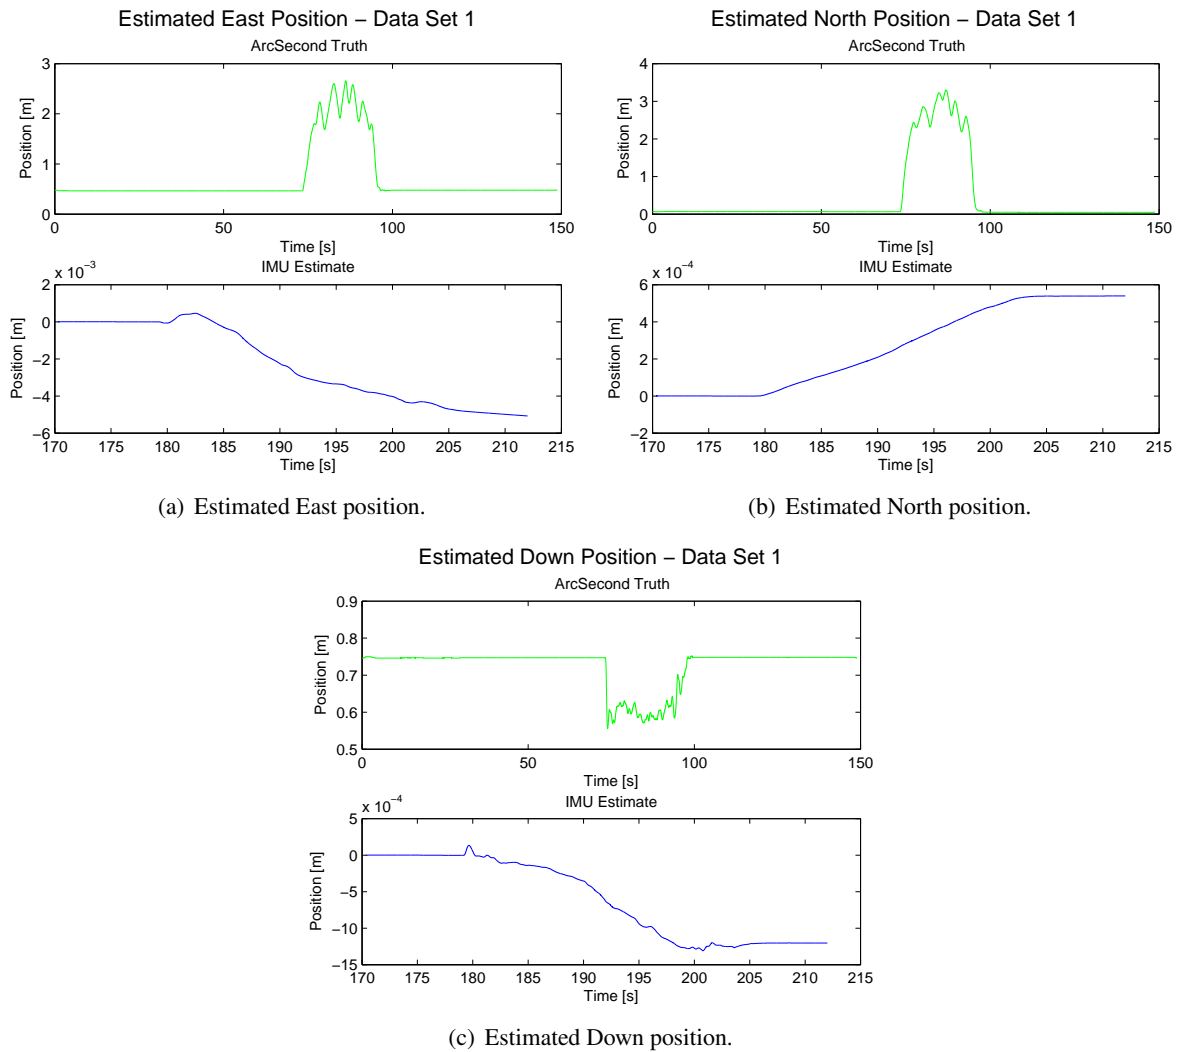 Estimated East Position – Data Set 1
ArcSecond Truth
3
2
1
0
Position [m]
0 50 100 150
Time [s]
IMU Estimate
x 10⁻³
2
0
−2
−4
−6
Position [m]
170 175 180 185 190 195 200 205 210 215
Time [s]
(a) Estimated East position.
Estimated North Position – Data Set 1
ArcSecond Truth
4
3
2
1
0
Position [m]
0 50 100 150
Time [s]
IMU Estimate
x 10⁻⁴
6
4
2
0
−2
Position [m]
170 175 180 185 190 195 200 205 210 215
Time [s]
(b) Estimated North position.
Estimated Down Position – Data Set 1
ArcSecond Truth
0.9
0.8
0.7
0.6
0.5
Position [m]
0 50 100 150
Time [s]
IMU Estimate
x 10⁻⁴
5
0
−5
−10
−15
Position [m]
170 175 180 185 190 195 200 205 210 215
Time [s]
(c) Estimated Down position.